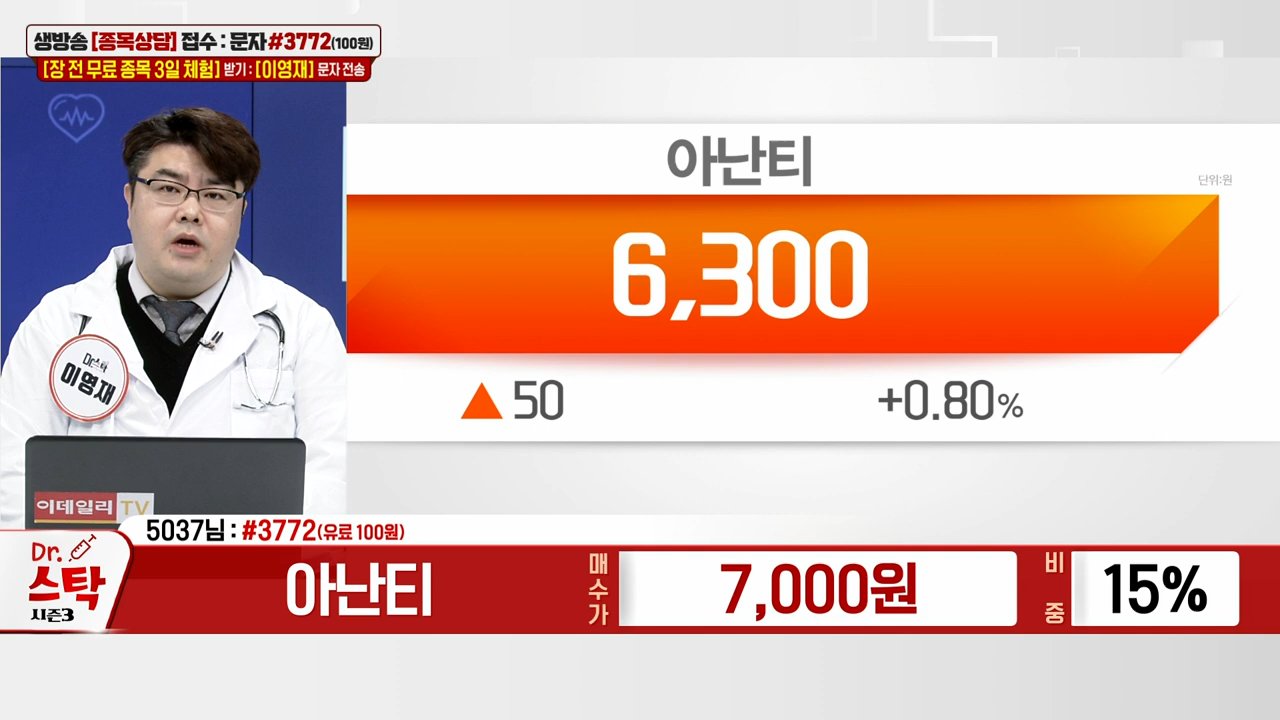 생방송 [종목상담] 접수 : 문자#3772(100원)
[장 전 무료 종목 3일 체험] 받기 : [이영재] 문자 전송
아난티
단위:원
6,300
▲50 +0.80%
Dr.스탁
이영재
이데일리 TV
5037님 : #3772(유료 100원)
Dr.
스탁
시즌3
아난티 매수가 7,000원 비중 15%